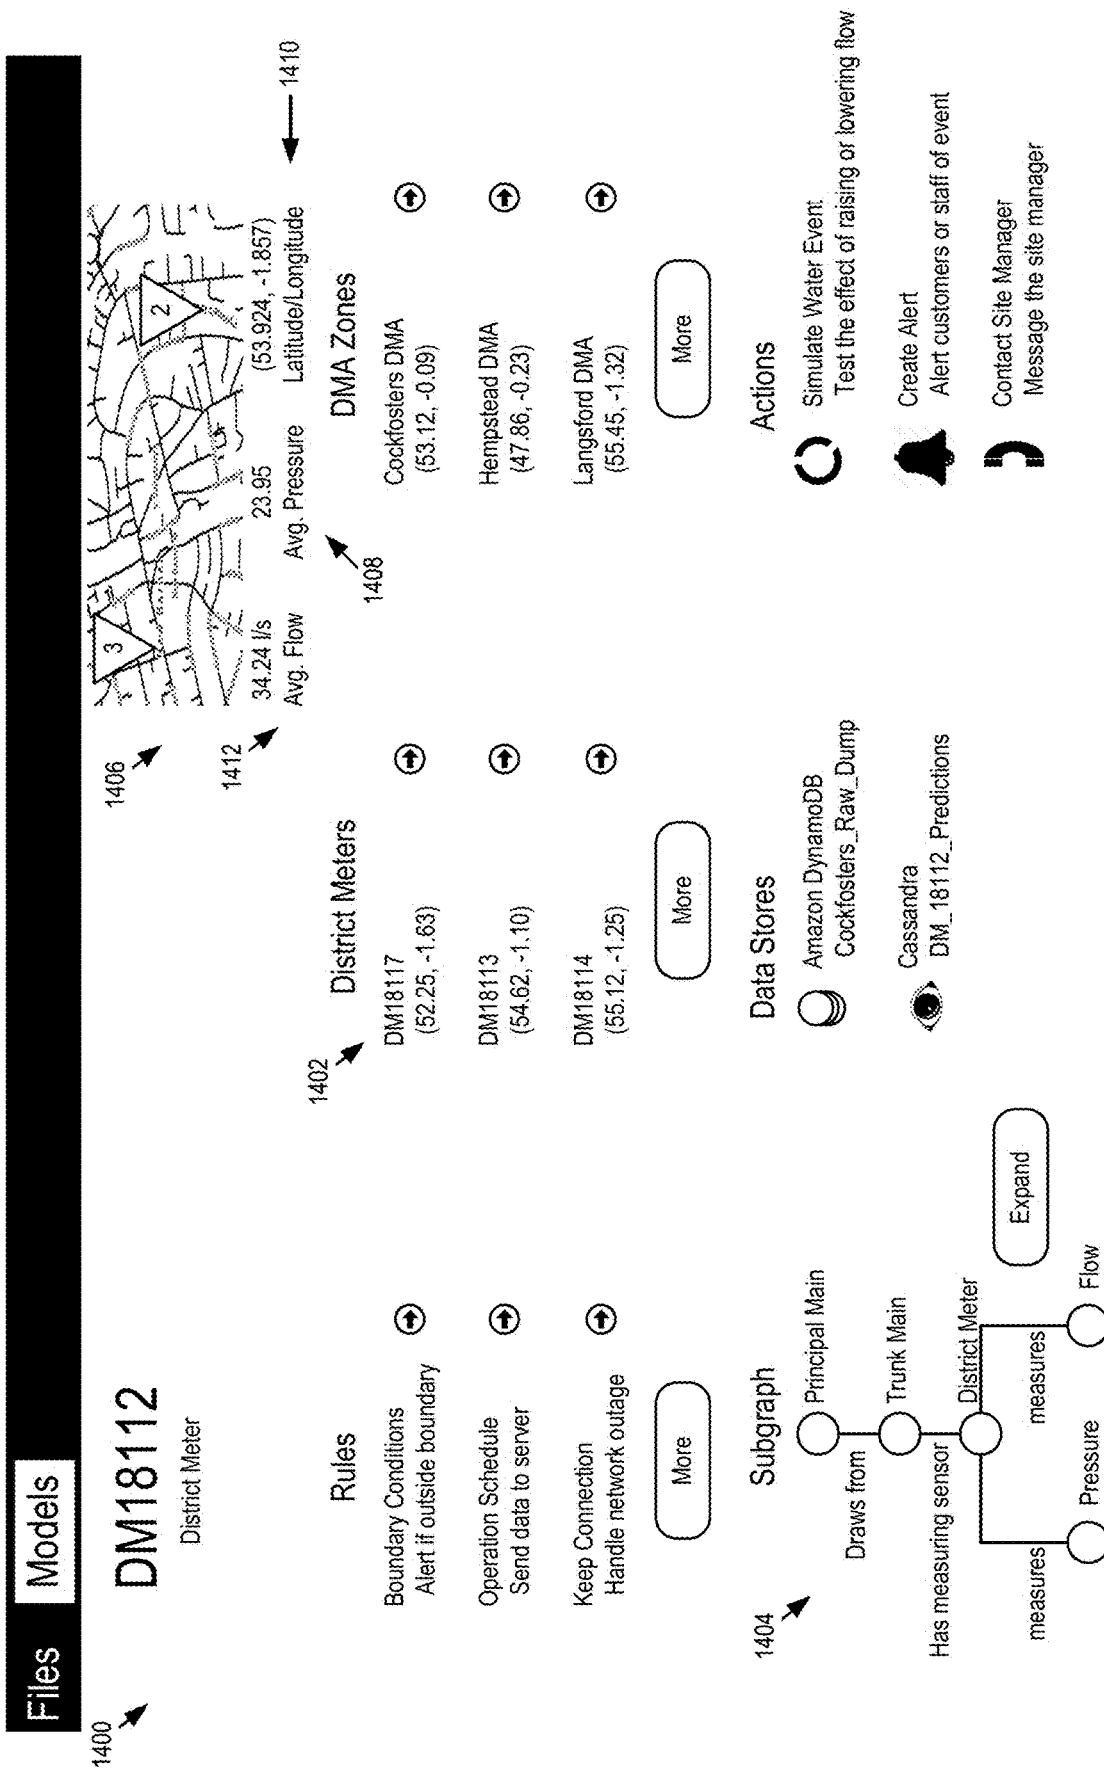 Files Models
1400
DM18112
District Meter
1406
3
2
1412
34.24 l/s
Avg. Flow
23.95
Avg. Pressure
(53.924, -1.857)
Latitude/Longitude
1410
1408
Rules
Boundary Conditions
Alert if outside boundary
Operation Schedule
Send data to server
Keep Connection
Handle network outage
More
1402
District Meters
DM18117
(52.25, -1.63)
DM18113
(54.62, -1.10)
DM18114
(55.12, -1.25)
More
DMA Zones
Cockfosters DMA
(53.12, -0.09)
Hempstead DMA
(47.86, -0.23)
Langsford DMA
(55.45, -1.32)
More
1404
Subgraph
Principal Main
Draws from
Trunk Main
Has measuring sensor
District Meter
measures
measures
Pressure
Flow
Expand
Data Stores
Amazon DynamoDB
Cockfosters_Raw_Dump
Cassandra
DM_18112_Predictions
Actions
Simulate Water Event
Test the effect of raising or lowering flow
Create Alert
Alert customers or staff of event
Contact Site Manager
Message the site manager